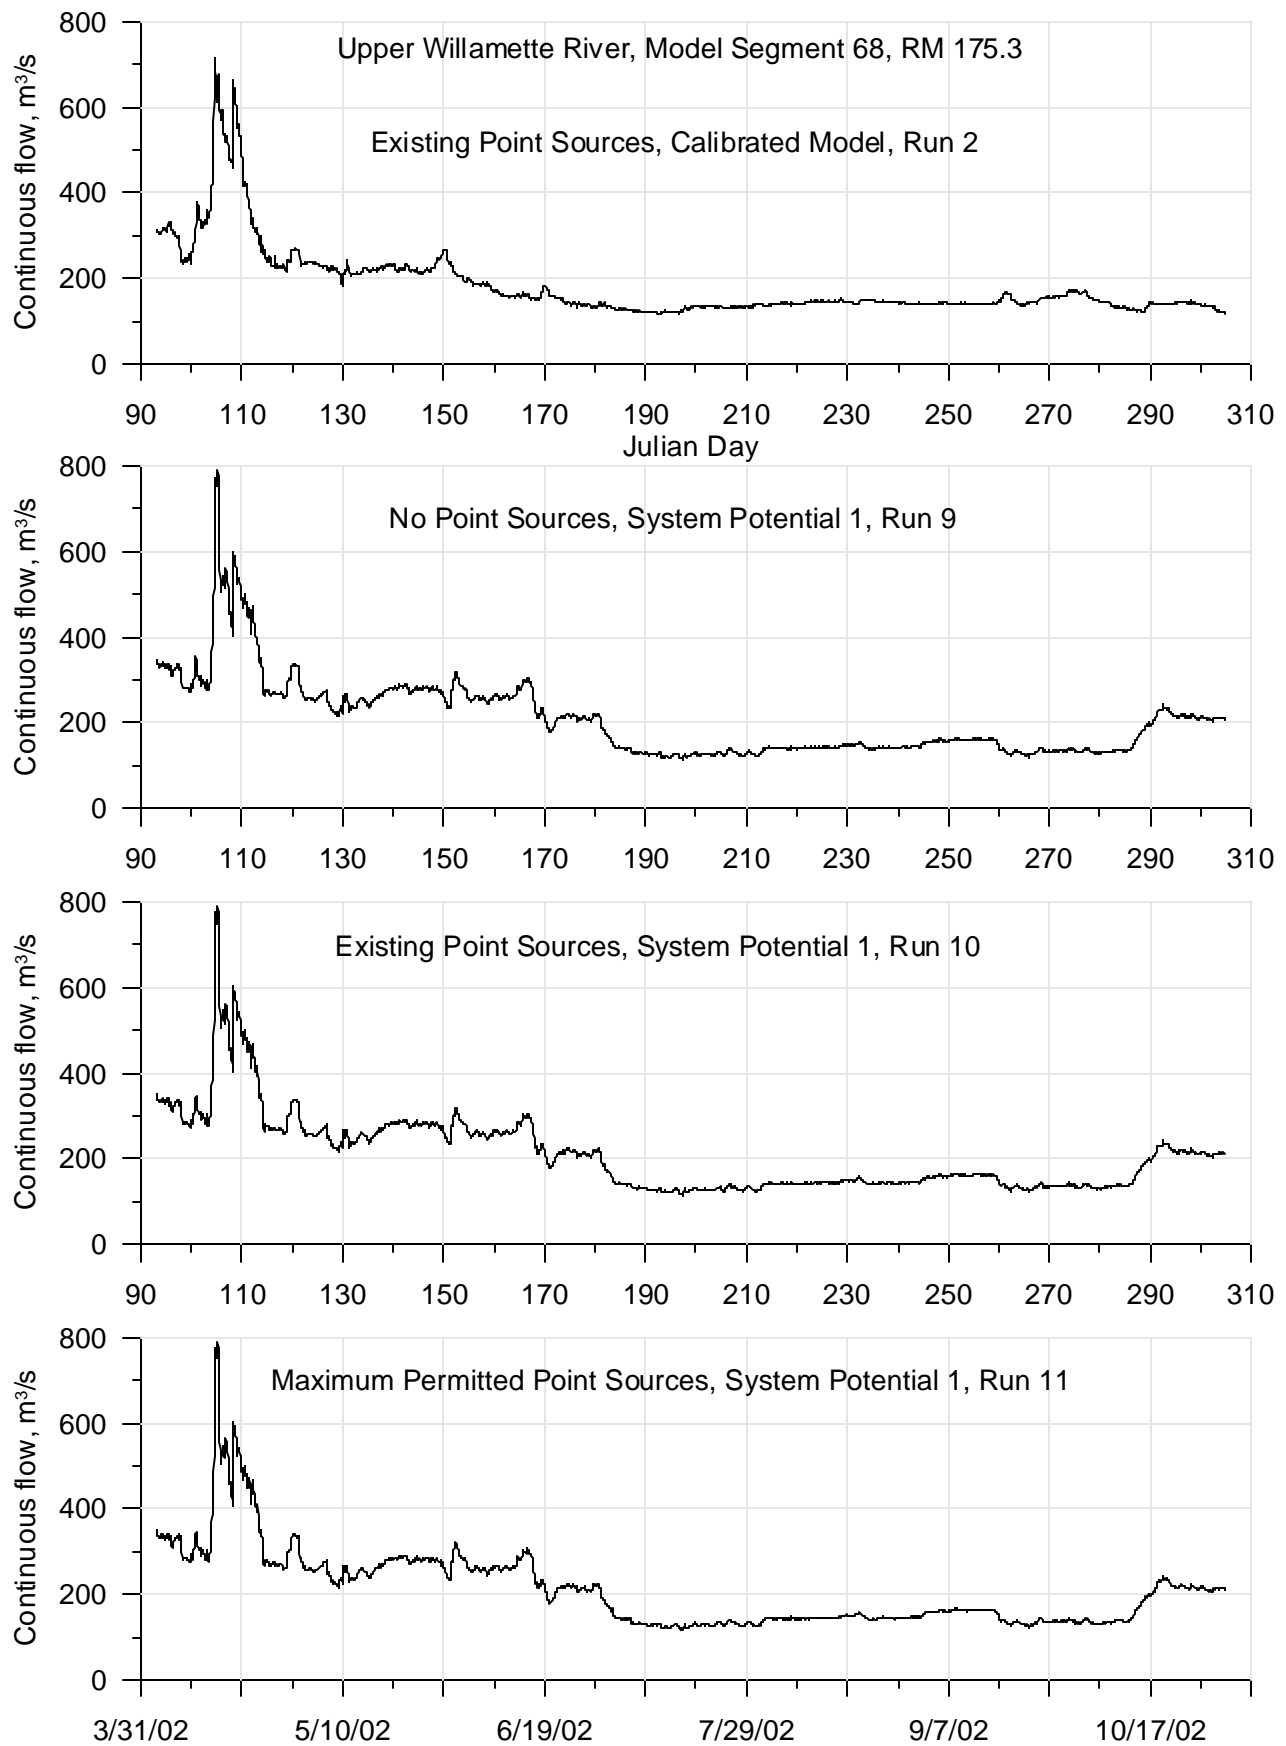 Upper Willamette River, Model Segment 68, RM 175.3
Existing Point Sources, Calibrated Model, Run 2
Continuous flow, m³/s
800
600
400
200
0
90 110 130 150 170 190 210 230 250 270 290 310
Julian Day
No Point Sources, System Potential 1, Run 9
Continuous flow, m³/s
800
600
400
200
0
90 110 130 150 170 190 210 230 250 270 290 310
Existing Point Sources, System Potential 1, Run 10
Continuous flow, m³/s
800
600
400
200
0
90 110 130 150 170 190 210 230 250 270 290 310
Maximum Permitted Point Sources, System Potential 1, Run 11
Continuous flow, m³/s
800
600
400
200
0
3/31/02 5/10/02 6/19/02 7/29/02 9/7/02 10/17/02